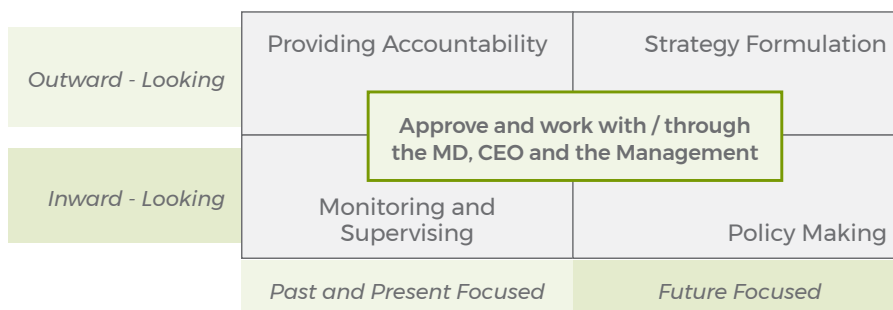 Providing Accountability
Strategy Formulation
Outward - Looking
Approve and work with / through
the MD, CEO and the Management
Inward - Looking
Monitoring and
Supervising
Policy Making
Past and Present Focused
Future Focused